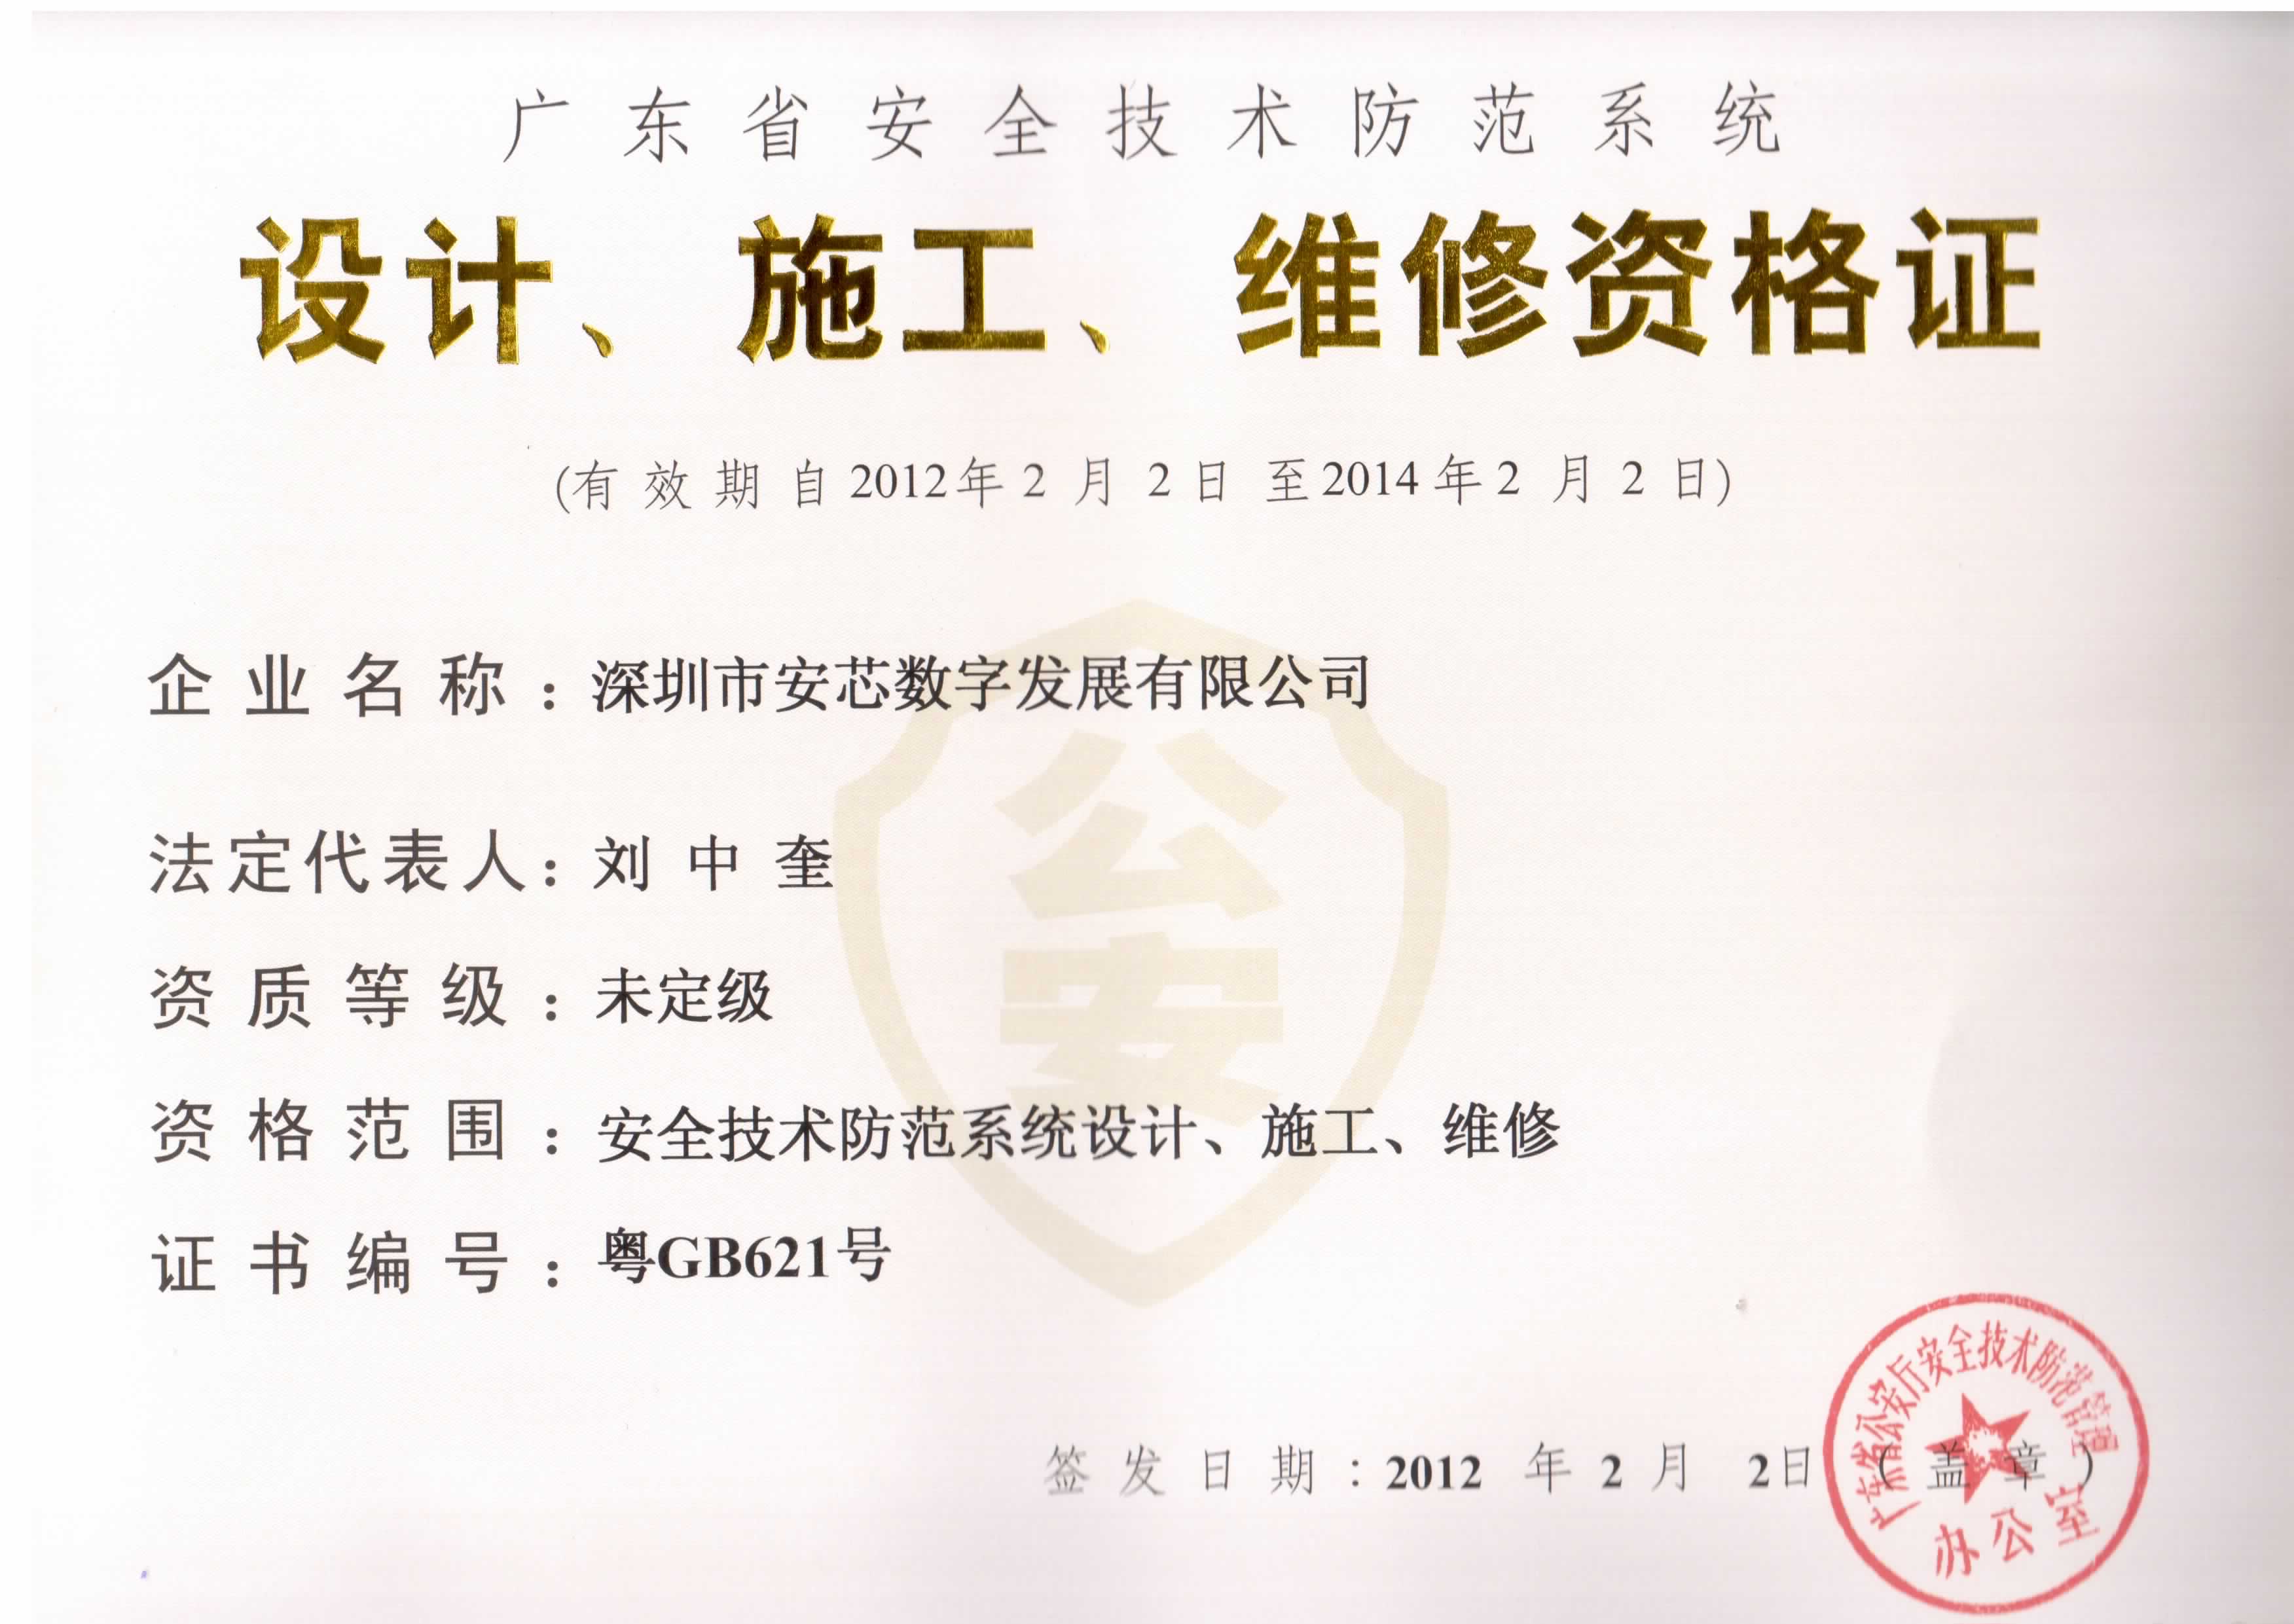 广东省安全技术防范系统
设计、施工、维修资格证
(有效期自2012年2月2日至2014年2月2日)
企业名称：深圳市安芯数字发展有限公司
公安
法定代表人：刘中奎
资质等级：未定级
资格范围：安全技术防范系统设计、施工、维修
证书编号：粤GB621号
签发日期：2012年2月2日（盖章）
广东省公安厅安全技术防范管理
办公室